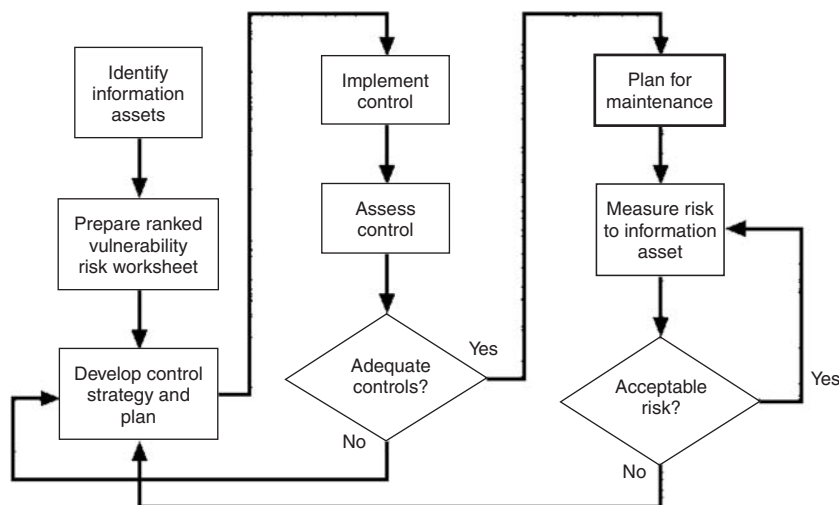 Identify
information
assets
Prepare ranked
vulnerability
risk worksheet
Develop control
strategy and
plan
Implement
control
Assess
control
Adequate
controls?
Yes
No
Plan for
maintenance
Measure risk
to information
asset
Acceptable
risk?
Yes
No